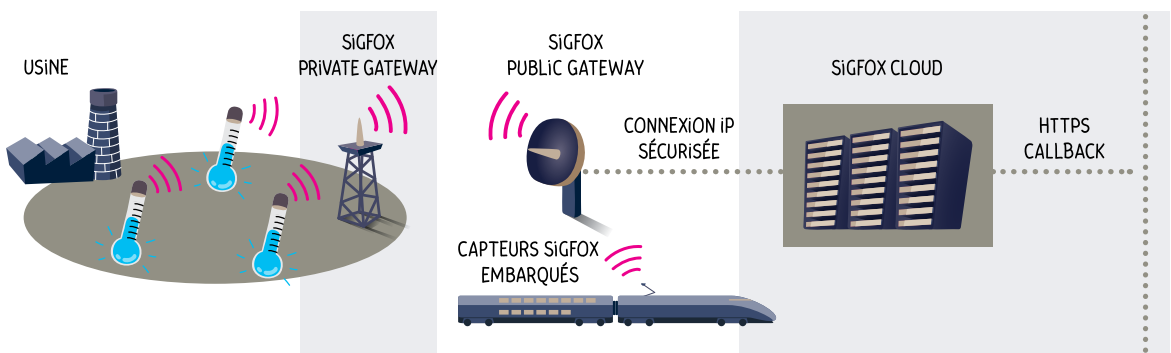 USiNE
SiGFOX
PRiVATE GATEWAY
SiGFOX
PUBLiC GATEWAY
CONNEXiON iP
SÉCURiSÉE
SiGFOX CLOUD
HTTPS
CALLBACK
CAPTEURS SiGFOX
EMBARQUÉS